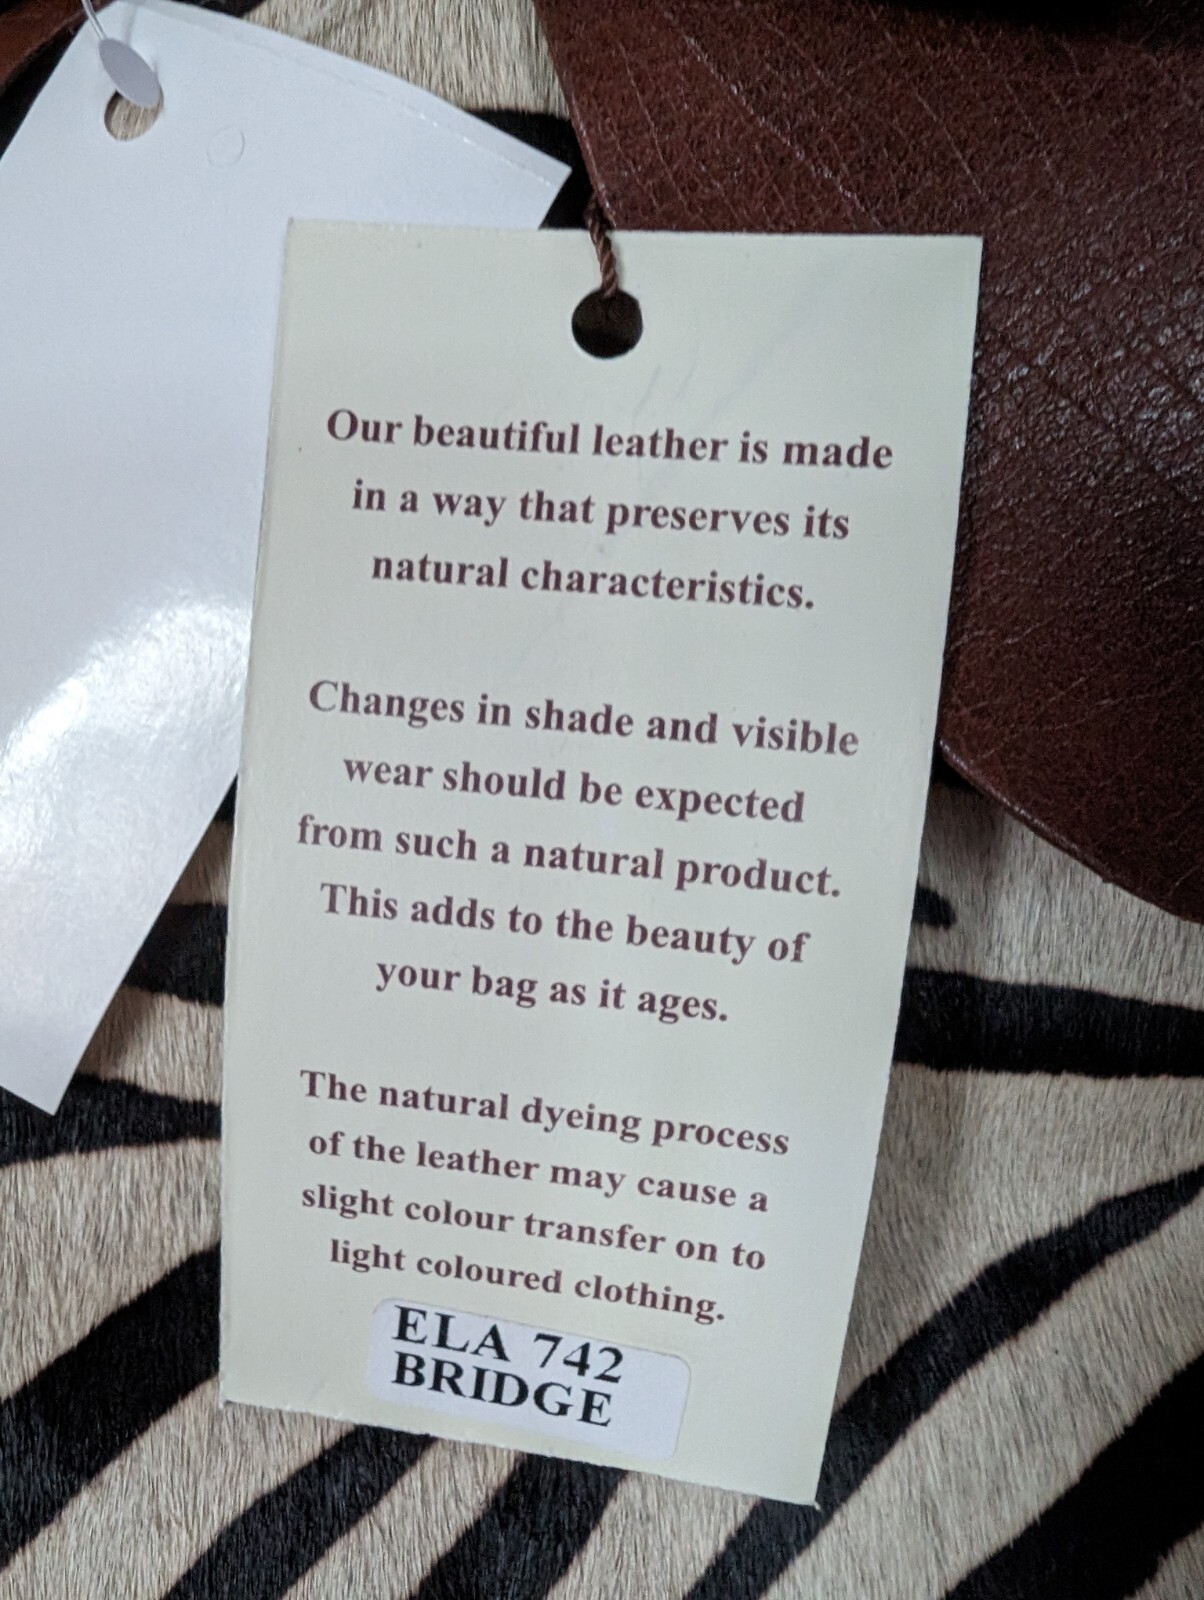 Our beautiful leather is made
in a way that preserves its
natural characteristics.
Changes in shade and visible
wear should be expected
from such a natural product.
This adds to the beauty of
your bag as it ages.
The natural dyeing process
of the leather may cause a
slight colour transfer on to
light coloured clothing.
ELA 742
BRIDGE